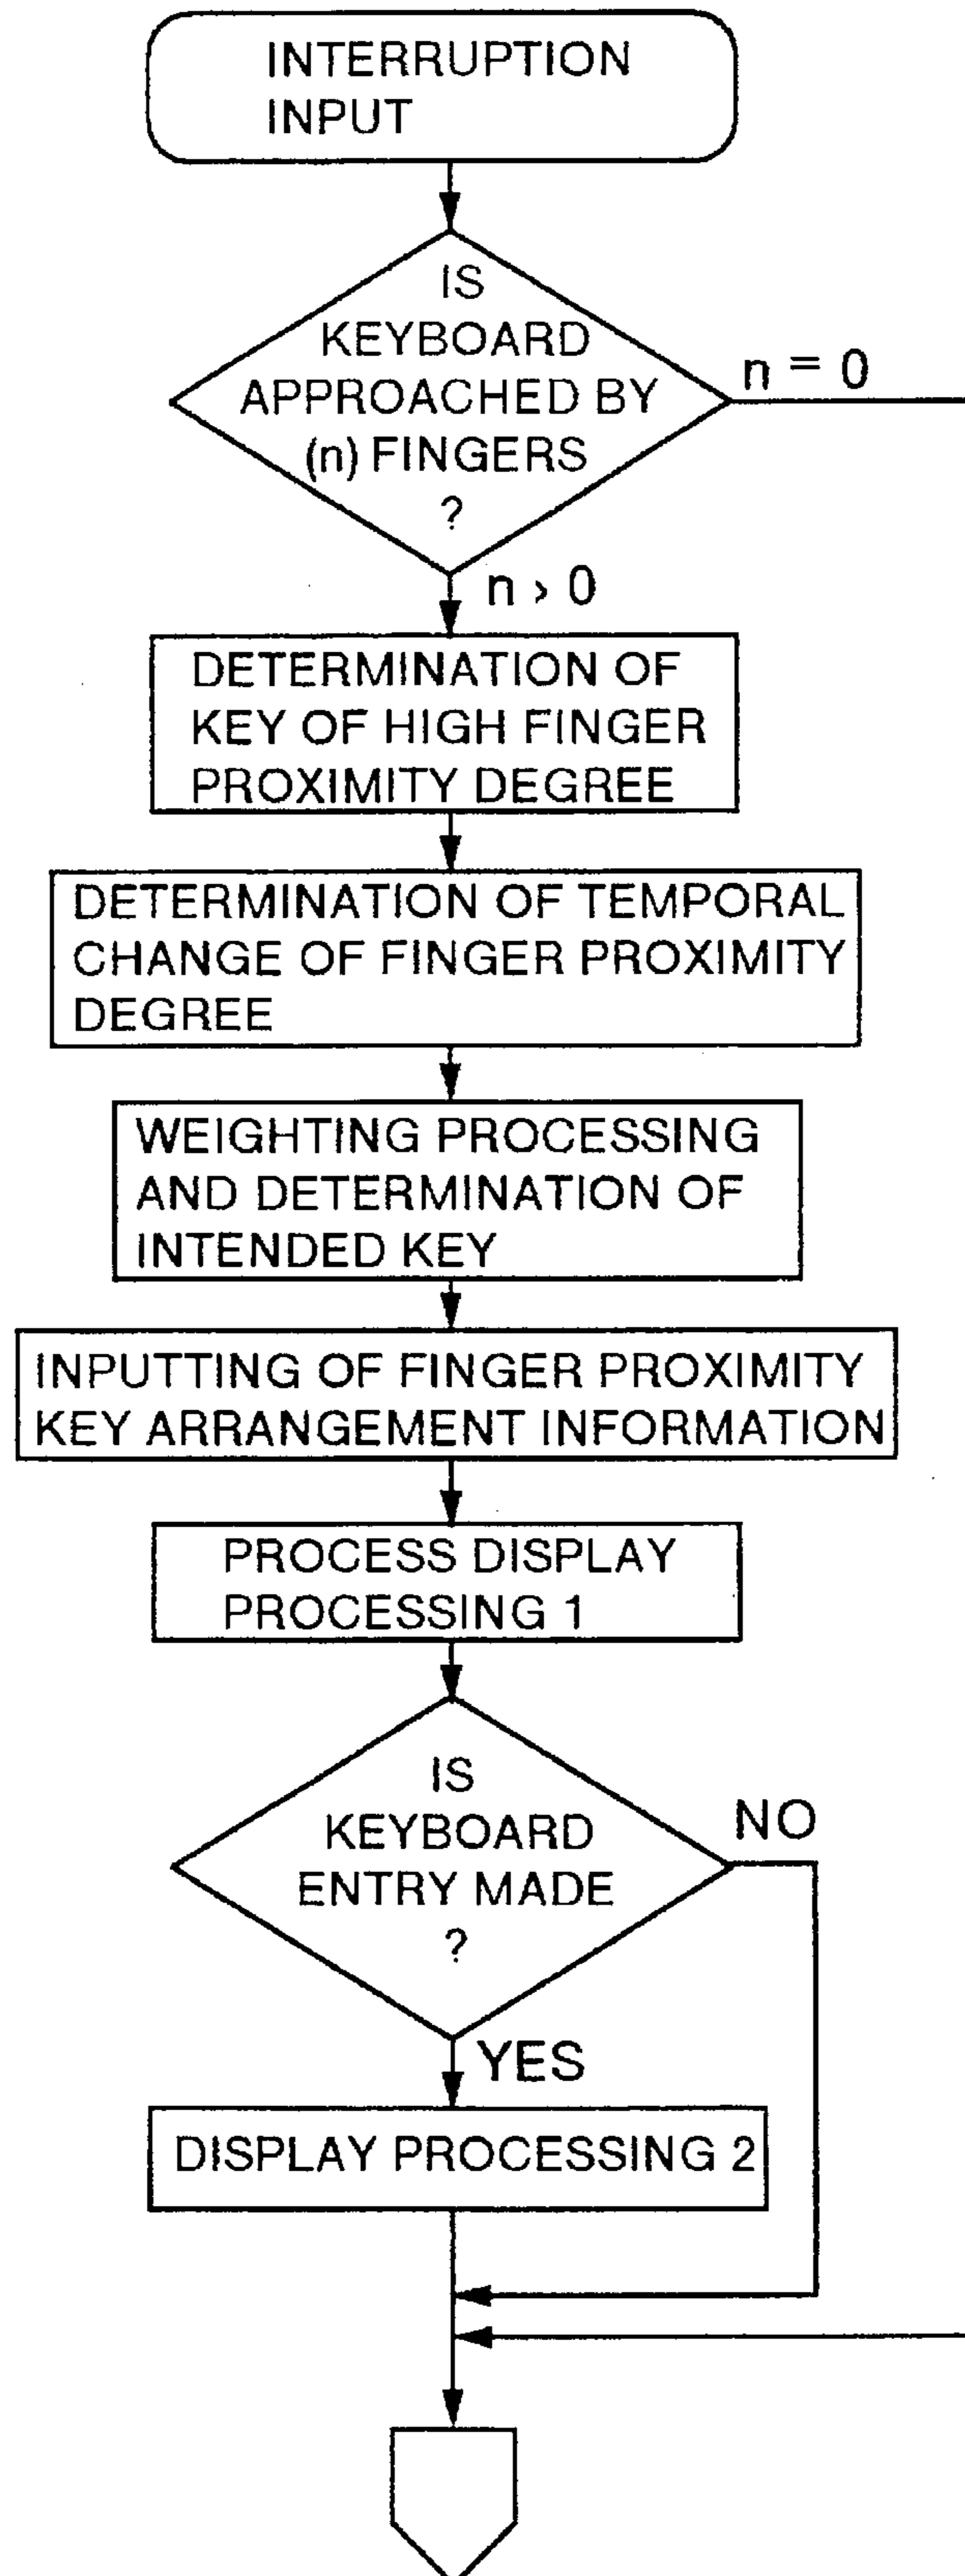 INTERRUPTION
INPUT
IS
KEYBOARD
APPROACHED BY
(n) FINGERS
?
n = 0
n > 0
DETERMINATION OF
KEY OF HIGH FINGER
PROXIMITY DEGREE
DETERMINATION OF TEMPORAL
CHANGE OF FINGER PROXIMITY
DEGREE
WEIGHTING PROCESSING
AND DETERMINATION OF
INTENDED KEY
INPUTTING OF FINGER PROXIMITY
KEY ARRANGEMENT INFORMATION
PROCESS DISPLAY
PROCESSING 1
IS
KEYBOARD
ENTRY MADE
?
NO
YES
DISPLAY PROCESSING 2